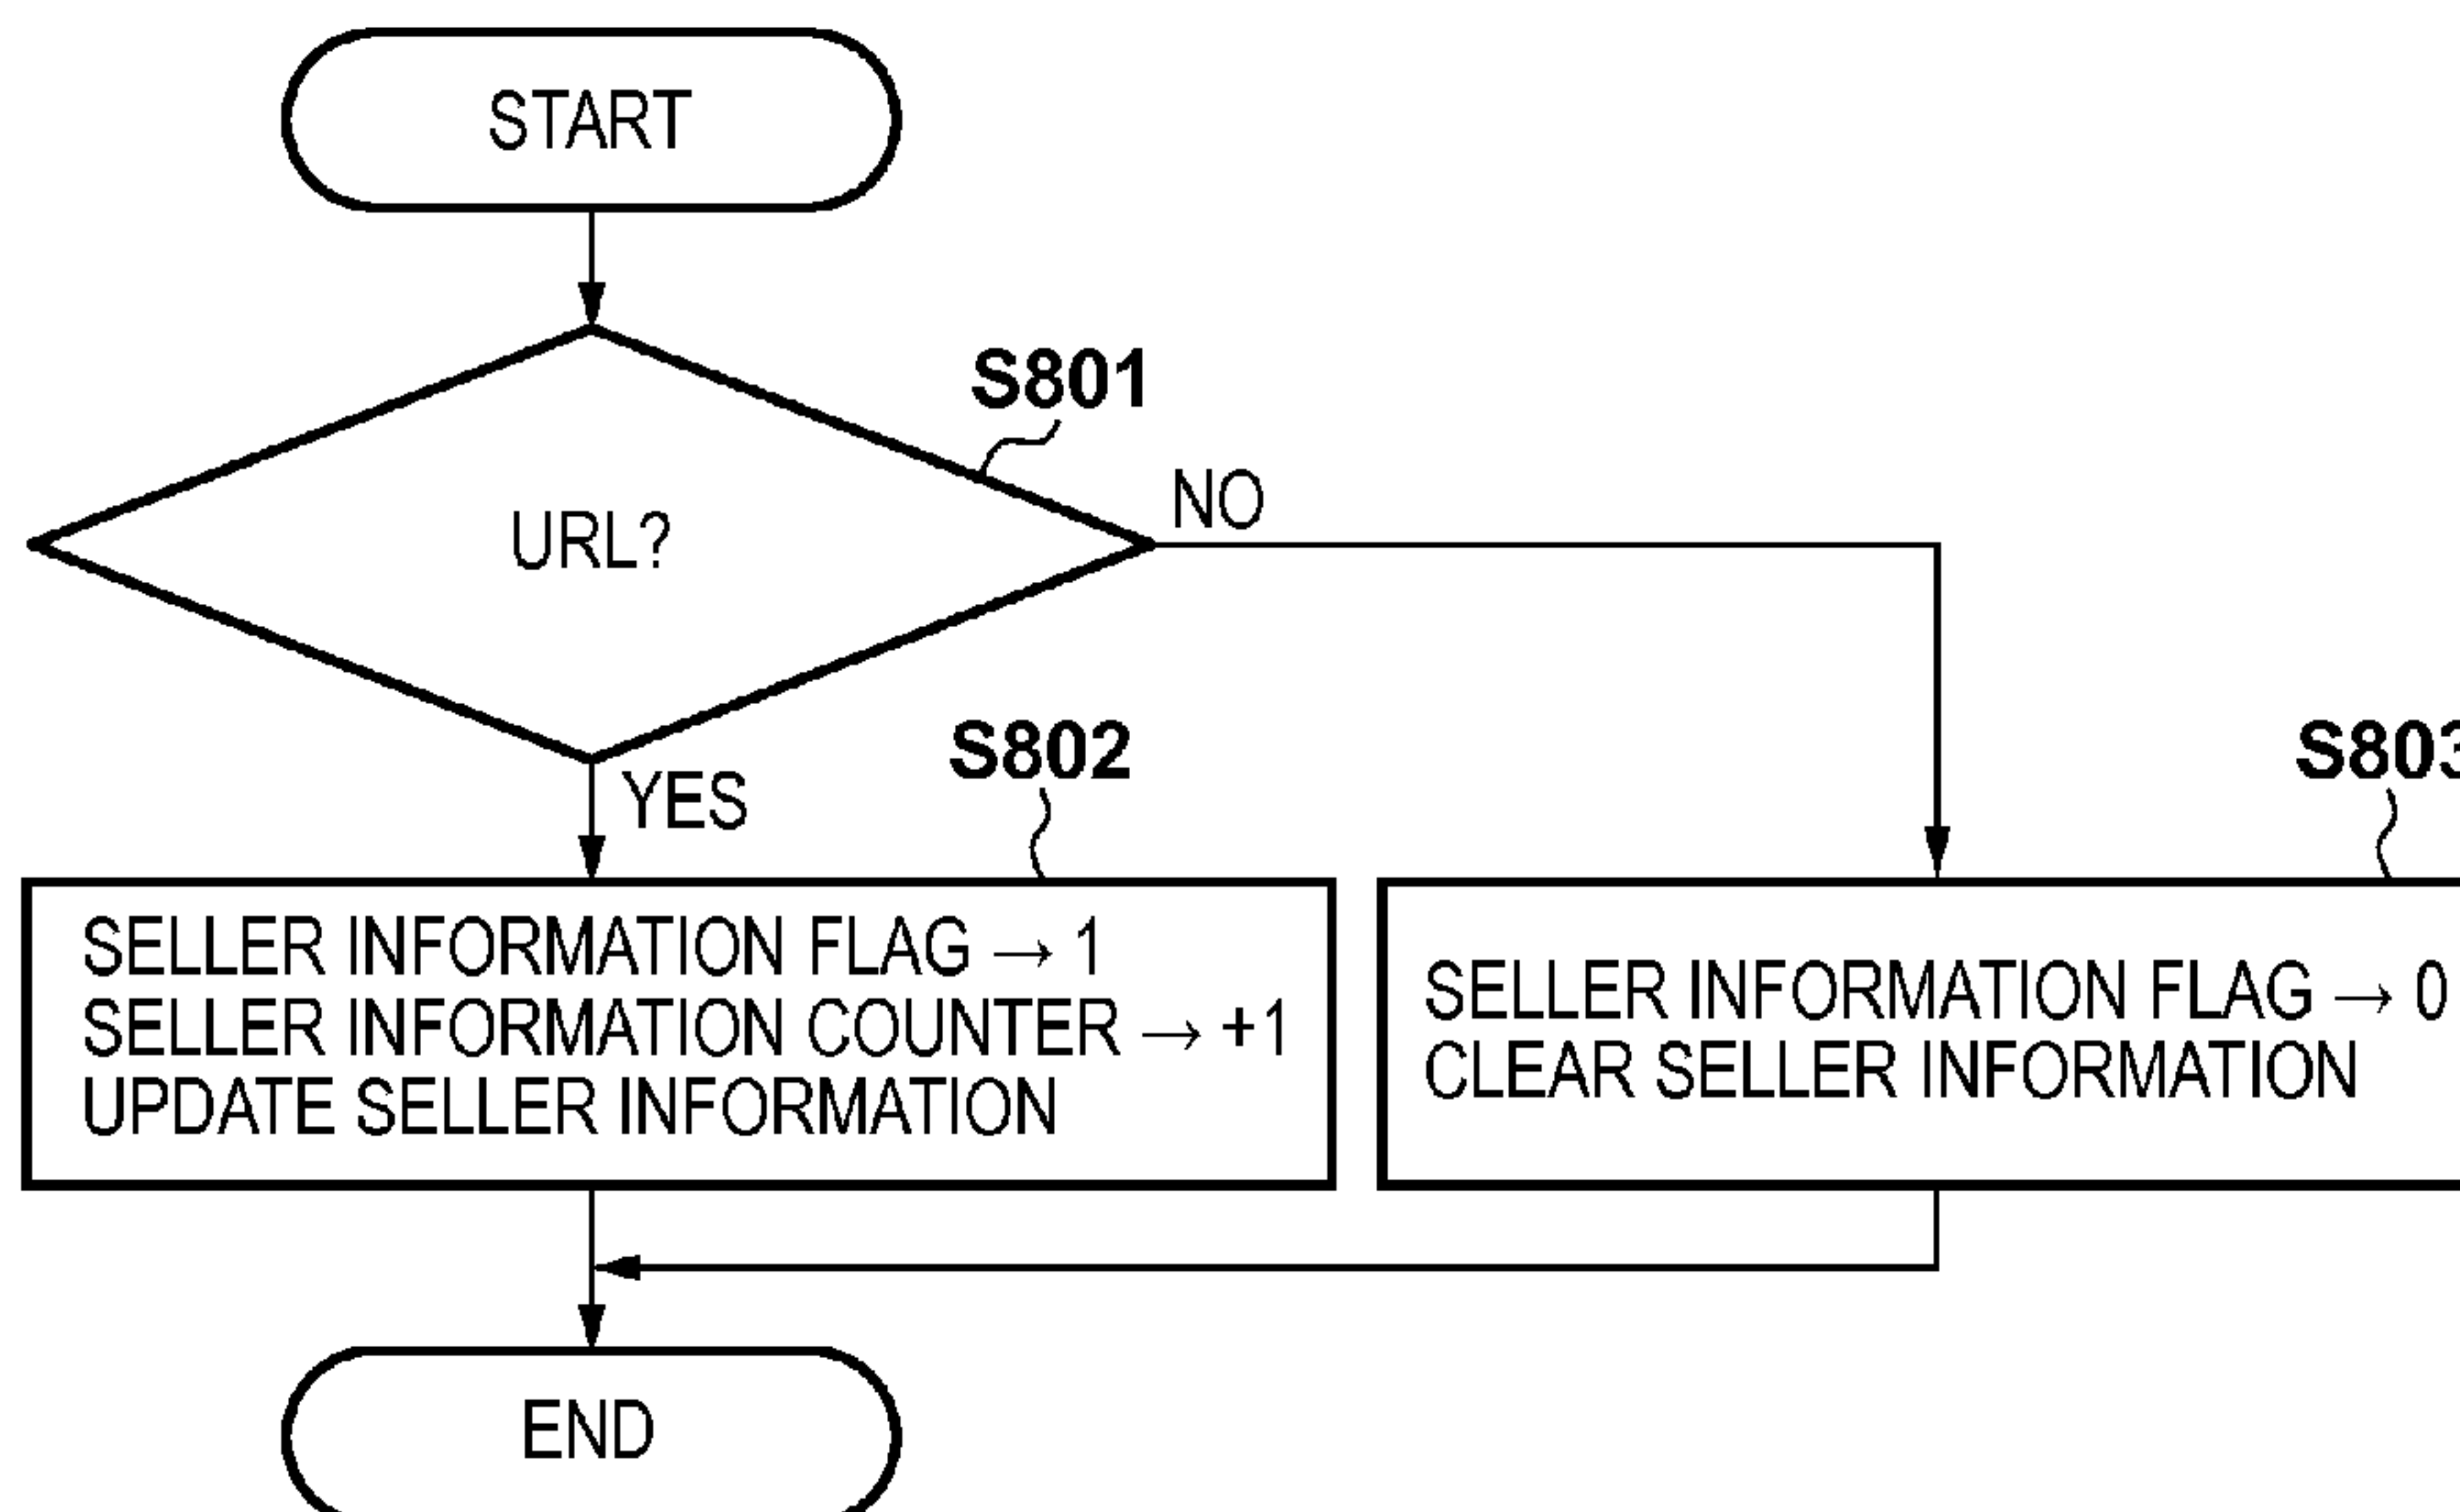 START
S801
URL?
NO
YES
S802
S803
SELLER INFORMATION FLAG → 1
SELLER INFORMATION COUNTER → +1
UPDATE SELLER INFORMATION
SELLER INFORMATION FLAG → 0
CLEAR SELLER INFORMATION
END